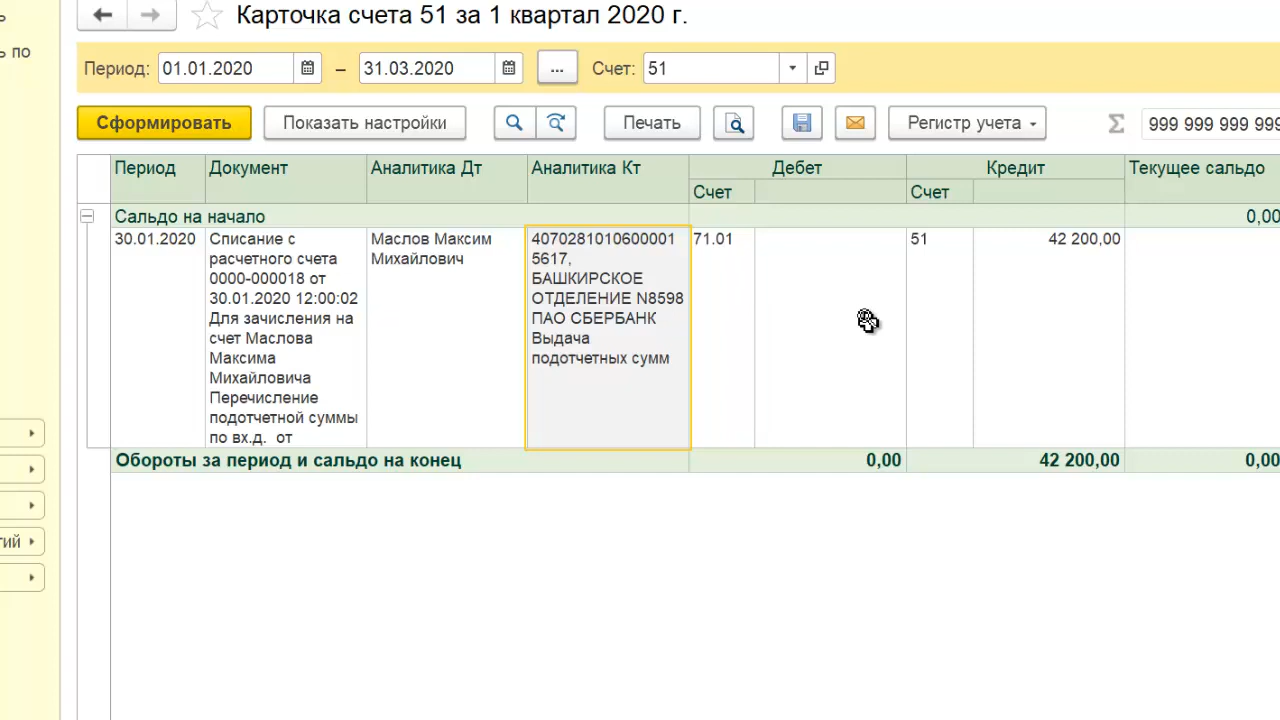 Карточка счета 51 за 1 квартал 2020 г.
ь по
Период: 01.01.2020 – 31.03.2020 ... Счет: 51
Сформировать Показать настройки Печать Регистр учета Σ 999 999 999 999
Период Документ Аналитика Дт Аналитика Кт Дебет Кредит Текущее сальдо
Счет Счет
Сальдо на начало 0,00
30.01.2020 Списание с Маслов Максим 4070281010600001 71.01 51 42 200,00
расчетного счета Михайлович 5617,
0000-000018 от БАШКИРСКОЕ
30.01.2020 12:00:02 ОТДЕЛЕНИЕ N8598
Для зачисления на ПАО СБЕРБАНК
счет Маслова Выдача
Максима подотчетных сумм
Михайловича
Перечисление
подотчетной суммы
по вх.д. от
Обороты за период и сальдо на конец 0,00 42 200,00 0,00
тий